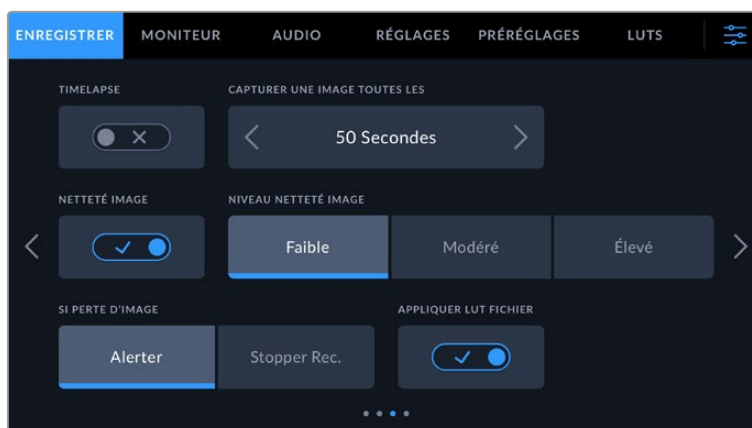 ENREGISTRER MONITEUR AUDIO RÉGLAGES PRÉRÉGLAGES LUTS
TIMELAPSE CAPTURER UNE IMAGE TOUTES LES
50 Secondes
NETTETÉ IMAGE NIVEAU NETTETÉ IMAGE
Faible Modéré Élevé
SI PERTE D'IMAGE APPLIQUER LUT FICHIER
Alerter Stopper Rec.